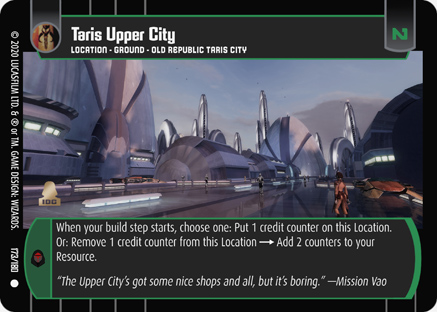 Taris Upper City
LOCATION - GROUND - OLD REPUBLIC TARIS CITY
N
© 2020 LUCASFILM LTD. & ® or TM. GAME DESIGN: WIZARDS.
173/180
When your build step starts, choose one: Put 1 credit counter on this Location.
Or: Remove 1 credit counter from this Location → Add 2 counters to your
Resource.
“The Upper City's got some nice shops and all, but it's boring.” —Mission Vao